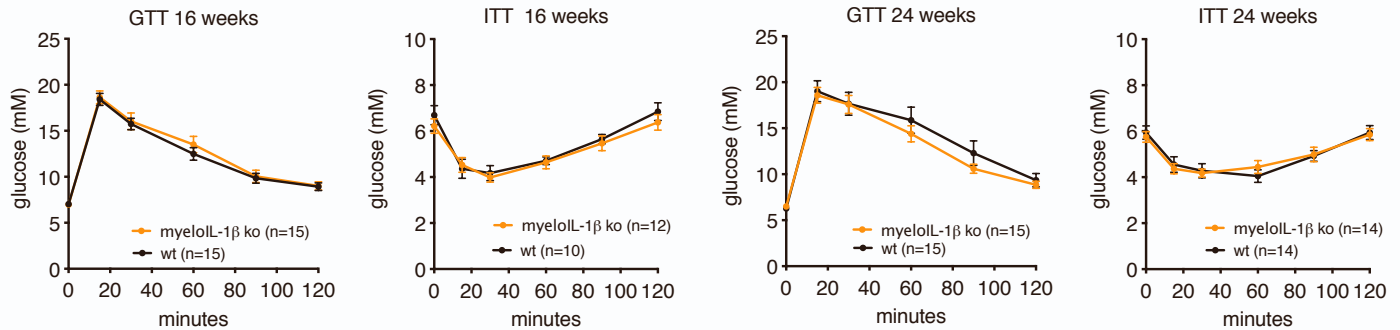 GTT 16 weeks
25
20
15
10
5
0
glucose (mM)
myeloIL-1β ko (n=15)
wt (n=15)
0 20 40 60 80 100 120
minutes
ITT 16 weeks
10
8
6
4
2
0
glucose (mM)
myeloIL-1β ko (n=12)
wt (n=10)
0 20 40 60 80 100 120
minutes
GTT 24 weeks
25
20
15
10
5
0
glucose (mM)
myeloIL-1β ko (n=15)
wt (n=15)
0 20 40 60 80 100 120
minutes
ITT 24 weeks
10
8
6
4
2
0
glucose (mM)
myeloIL-1β ko (n=14)
wt (n=14)
0 20 40 60 80 100 120
minutes